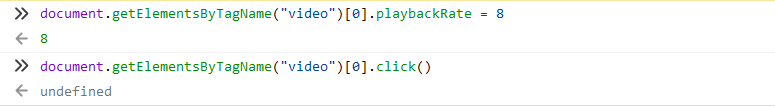 document.getElementsByTagName("video")[0].playbackRate = 8
8
document.getElementsByTagName("video")[0].click()
undefined